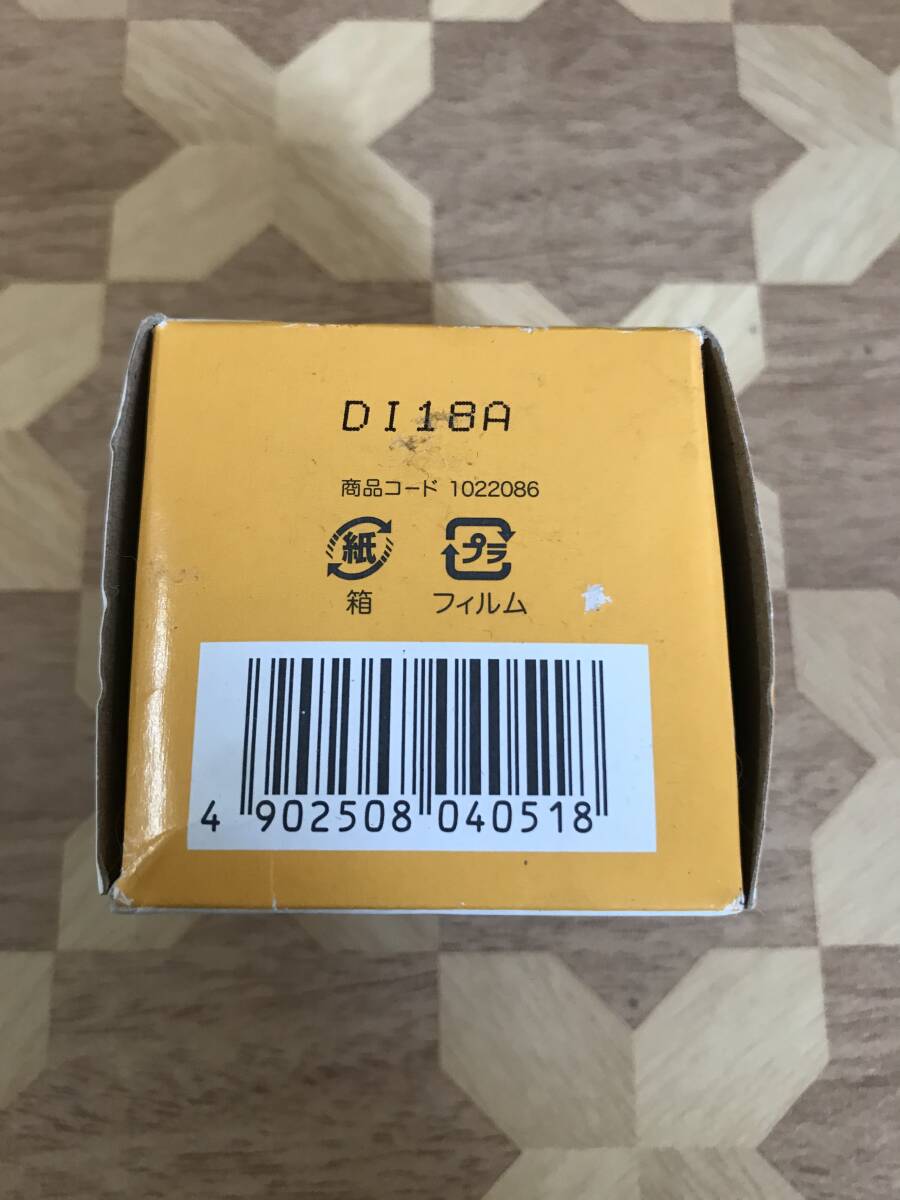 DI18A
商品コード 1022086
紙 プラ
箱 フィルム
4 902508 040518